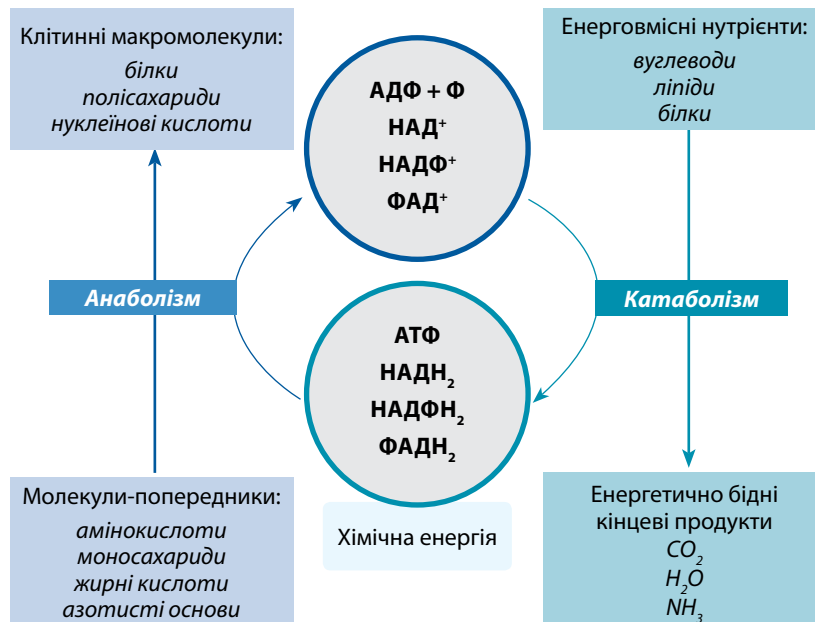 Клітинні макромолекули:
білки
полісахариди
нуклеїнові кислоти
АДФ + Ф
НАД⁺
НАДФ⁺
ФАД⁺
Енерговмісні нутрієнти:
вуглеводи
ліпіди
білки
Анаболізм
Катаболізм
АТФ
НАДН₂
НАДФН₂
ФАДН₂
Хімічна енергія
Молекули-попередники:
амінокислоти
моносахариди
жирні кислоти
азотисті основи
Енергетично бідні
кінцеві продукти
CO₂
H₂O
NH₃